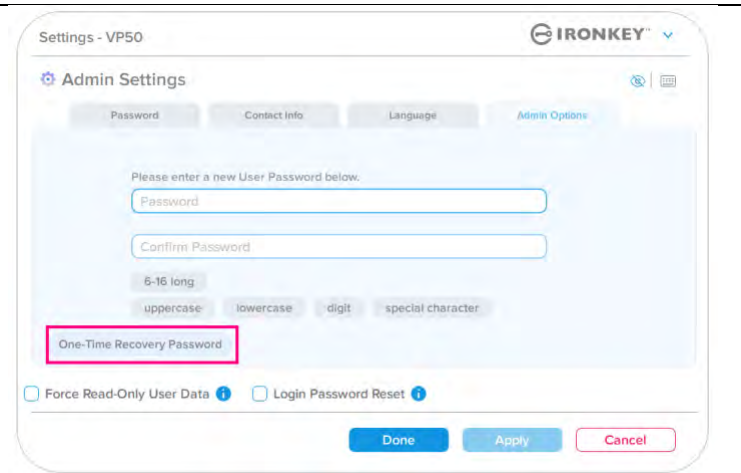 Settings - VP50
IRONKEY™
Admin Settings
Password Contact Info Language Admin Options
Please enter a new User Password below.
Password
Confirm Password
6-16 long
uppercase lowercase digit special character
One-Time Recovery Password
Force Read-Only User Data i Login Password Reset i
Done Apply Cancel